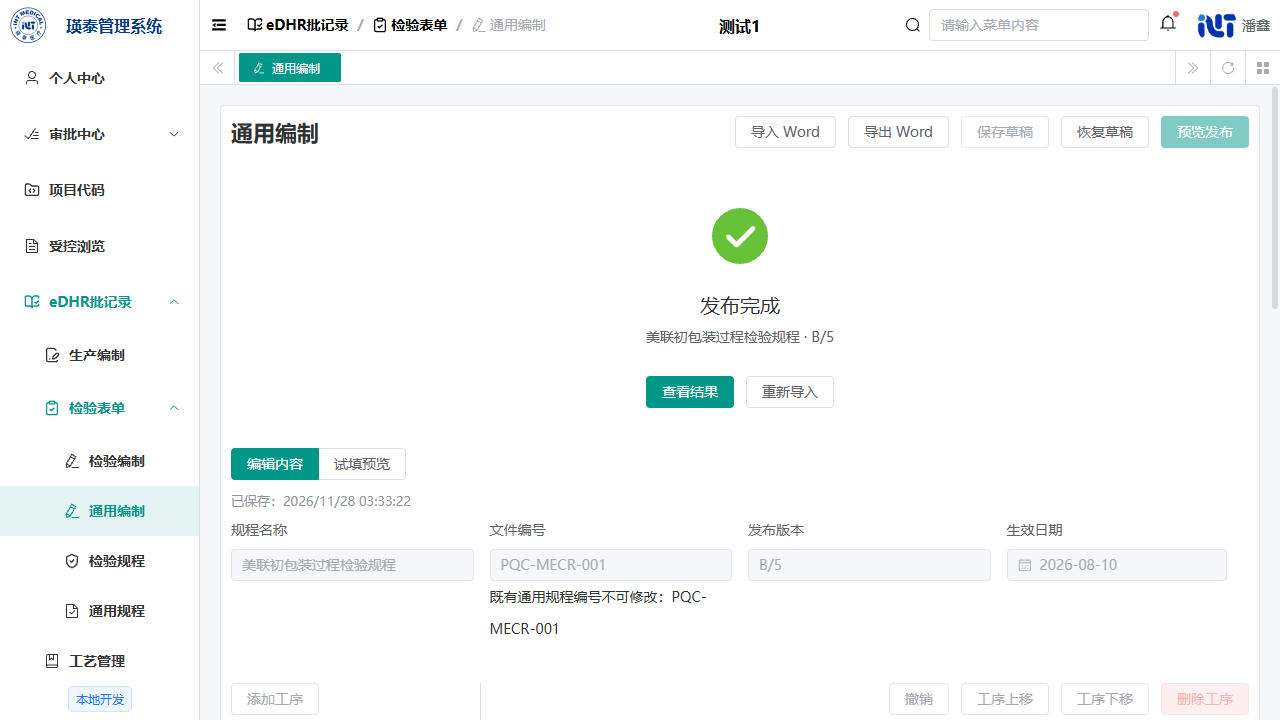 瑛泰管理系统
eDHR批记录 / 检验表单 / 通用编制
测试1
请输入菜单内容
潘鑫
通用编制
个人中心
审批中心
项目代码
受控浏览
eDHR批记录
生产编制
检验表单
检验编制
通用编制
检验规程
通用规程
工艺管理
本地开发
通用编制
导入 Word
导出 Word
保存草稿
恢复草稿
预览发布
发布完成
美联初包装过程检验规程 · B/5
查看结果
重新导入
编辑内容
试填预览
已保存：2026/11/28 03:33:22
规程名称
文件编号
发布版本
生效日期
美联初包装过程检验规程
PQC-MECR-001
B/5
2026-08-10
既有通用规程编号不可修改：PQC-
MECR-001
添加工序
撤销
工序上移
工序下移
删除工序